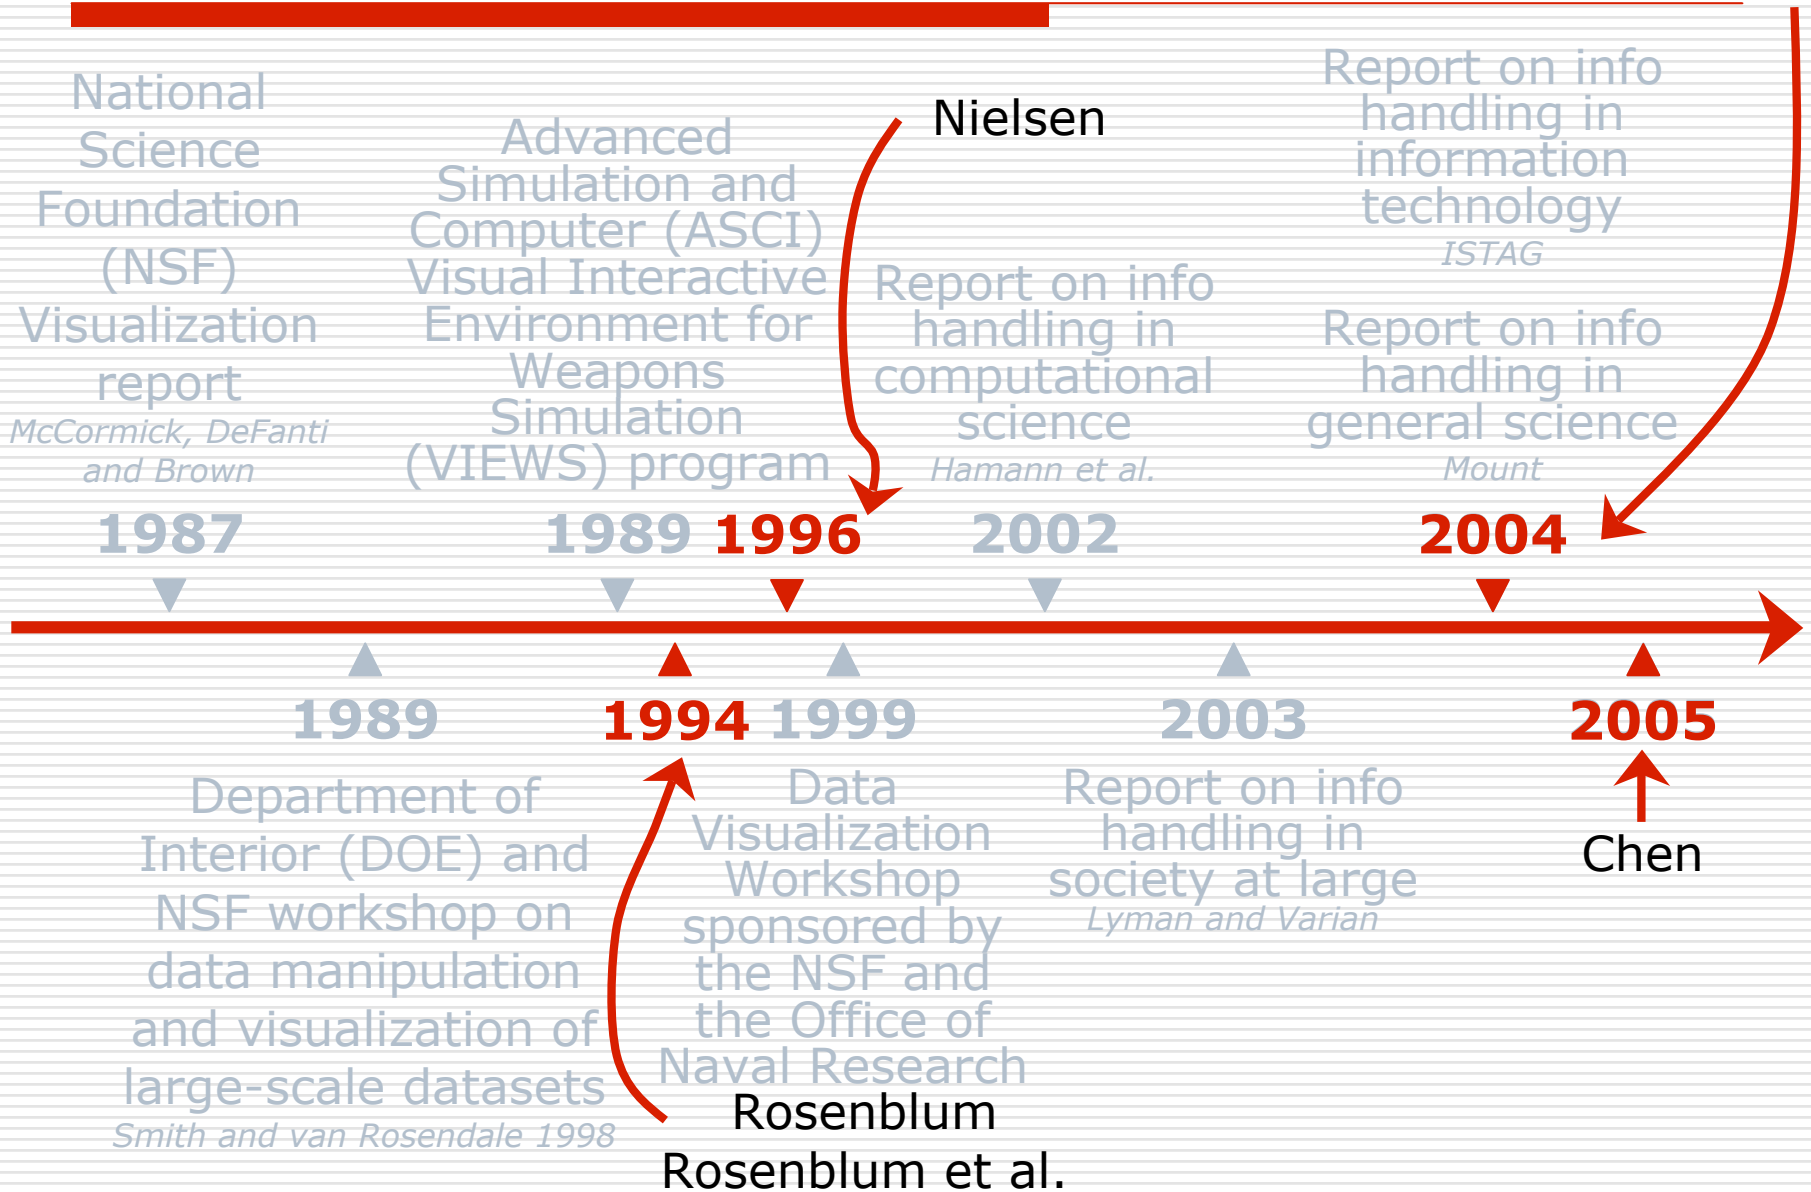 National
Science
Foundation
(NSF)
Visualization
report
McCormick, DeFanti
and Brown
1987
Advanced
Simulation and
Computer (ASCI)
Visual Interactive
Environment for
Weapons
Simulation
(VIEWS) program
1989
Nielsen
1996
Report on info
handling in
computational
science
Hamann et al.
2002
Report on info
handling in
information
technology
ISTAG
Report on info
handling in
general science
Mount
2004
1989
Department of
Interior (DOE) and
NSF workshop on
data manipulation
and visualization of
large-scale datasets
Smith and van Rosendale 1998
1994
Rosenblum
Rosenblum et al.
1999
Data
Visualization
Workshop
sponsored by
the NSF and
the Office of
Naval Research
2003
Report on info
handling in
society at large
Lyman and Varian
2005
Chen